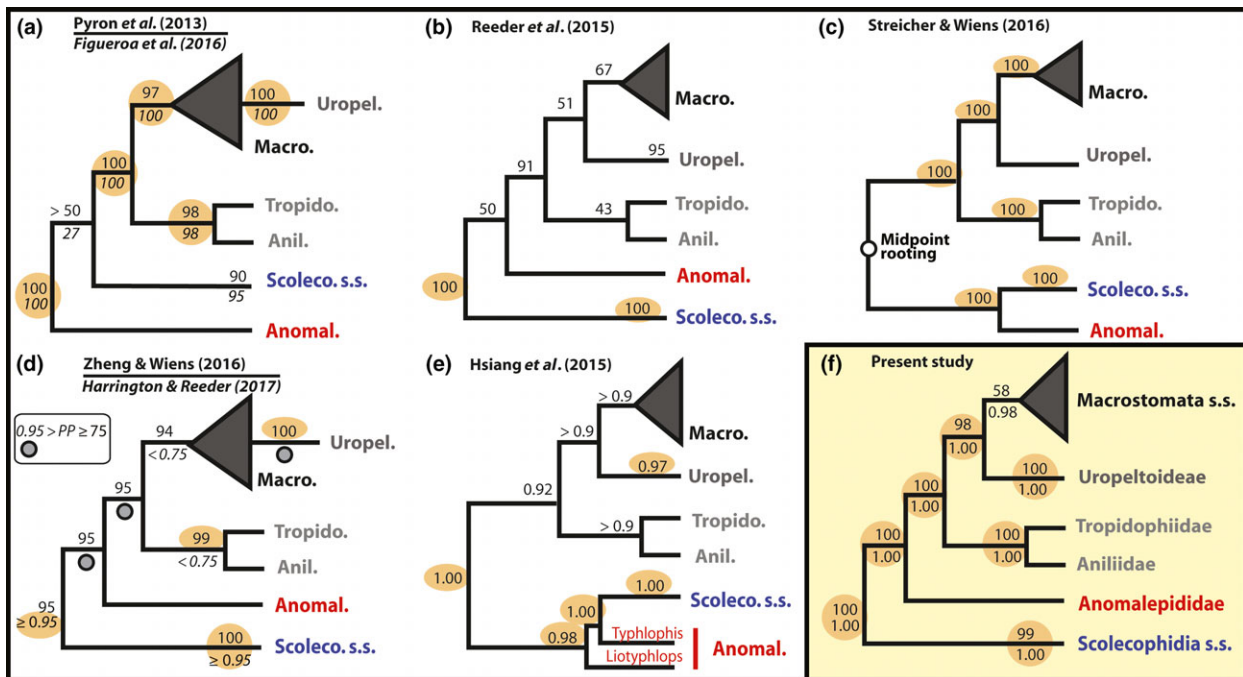 (a)
Pyron et al. (2013)
Figueroa et al. (2016)
97
100
100
100
Uropel.
Macro.
100
100
98
98
Tropido.
Anil.
> 50
27
90
95
Scoleco. s.s.
100
100
Anomal.
(b)
Reeder et al. (2015)
67
Macro.
51
95
Uropel.
91
Tropido.
43
Anil.
50
Anomal.
100
100
Scoleco. s.s.
(c)
Streicher & Wiens (2016)
100
Macro.
100
Uropel.
100
Tropido.
100
Anil.
Midpoint
rooting
100
100
Scoleco. s.s.
Anomal.
(d)
Zheng & Wiens (2016)
Harrington & Reeder (2017)
0.95 > PP ≥ 75
94
< 0.75
100
Uropel.
Macro.
95
99
< 0.75
Tropido.
Anil.
95
Anomal.
95
≥ 0.95
100
≥ 0.95
Scoleco. s.s.
(e)
Hsiang et al. (2015)
> 0.9
Macro.
> 0.9
0.97
Uropel.
0.92
> 0.9
Tropido.
Anil.
1.00
1.00
Scoleco. s.s.
1.00
0.98
Typhlophis
Liotyphlops
Anomal.
(f)
Present study
58
0.98
Macrostomata s.s.
98
1.00
100
1.00
Uropeltoideae
100
1.00
100
1.00
Tropidophiidae
Aniliidae
100
1.00
Anomalepididae
100
1.00
99
1.00
Scolecophidia s.s.